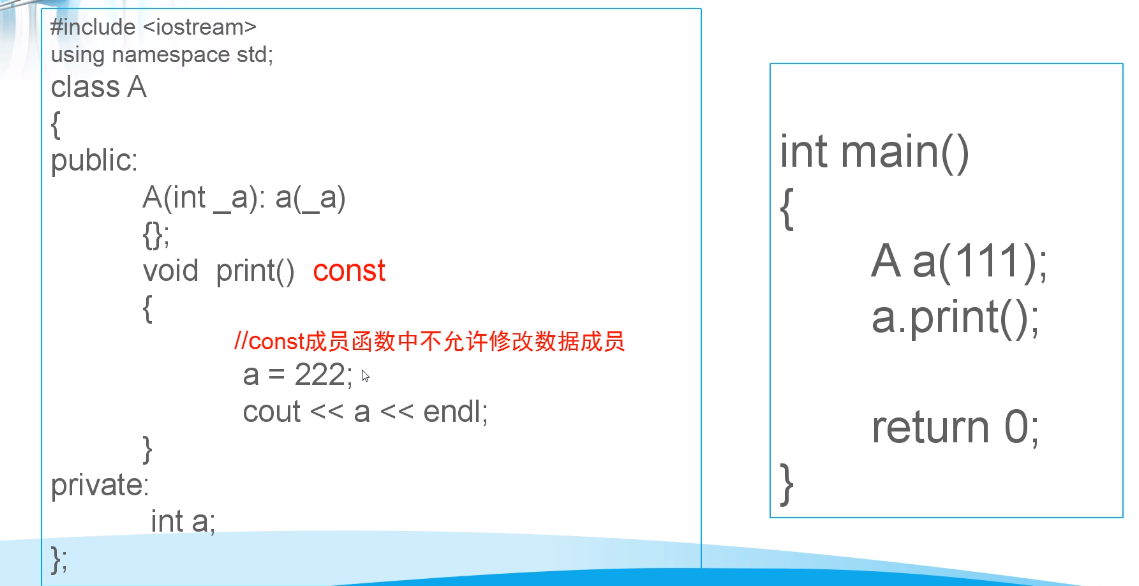 #include <iostream>
using namespace std;
class A
{
public:
A(int _a): a(_a)
{};
void print() const
{
//const成员函数中不允许修改数据成员
a = 222;
cout << a << endl;
}
private:
int a;
};
int main()
{
A a(111);
a.print();
return 0;
}